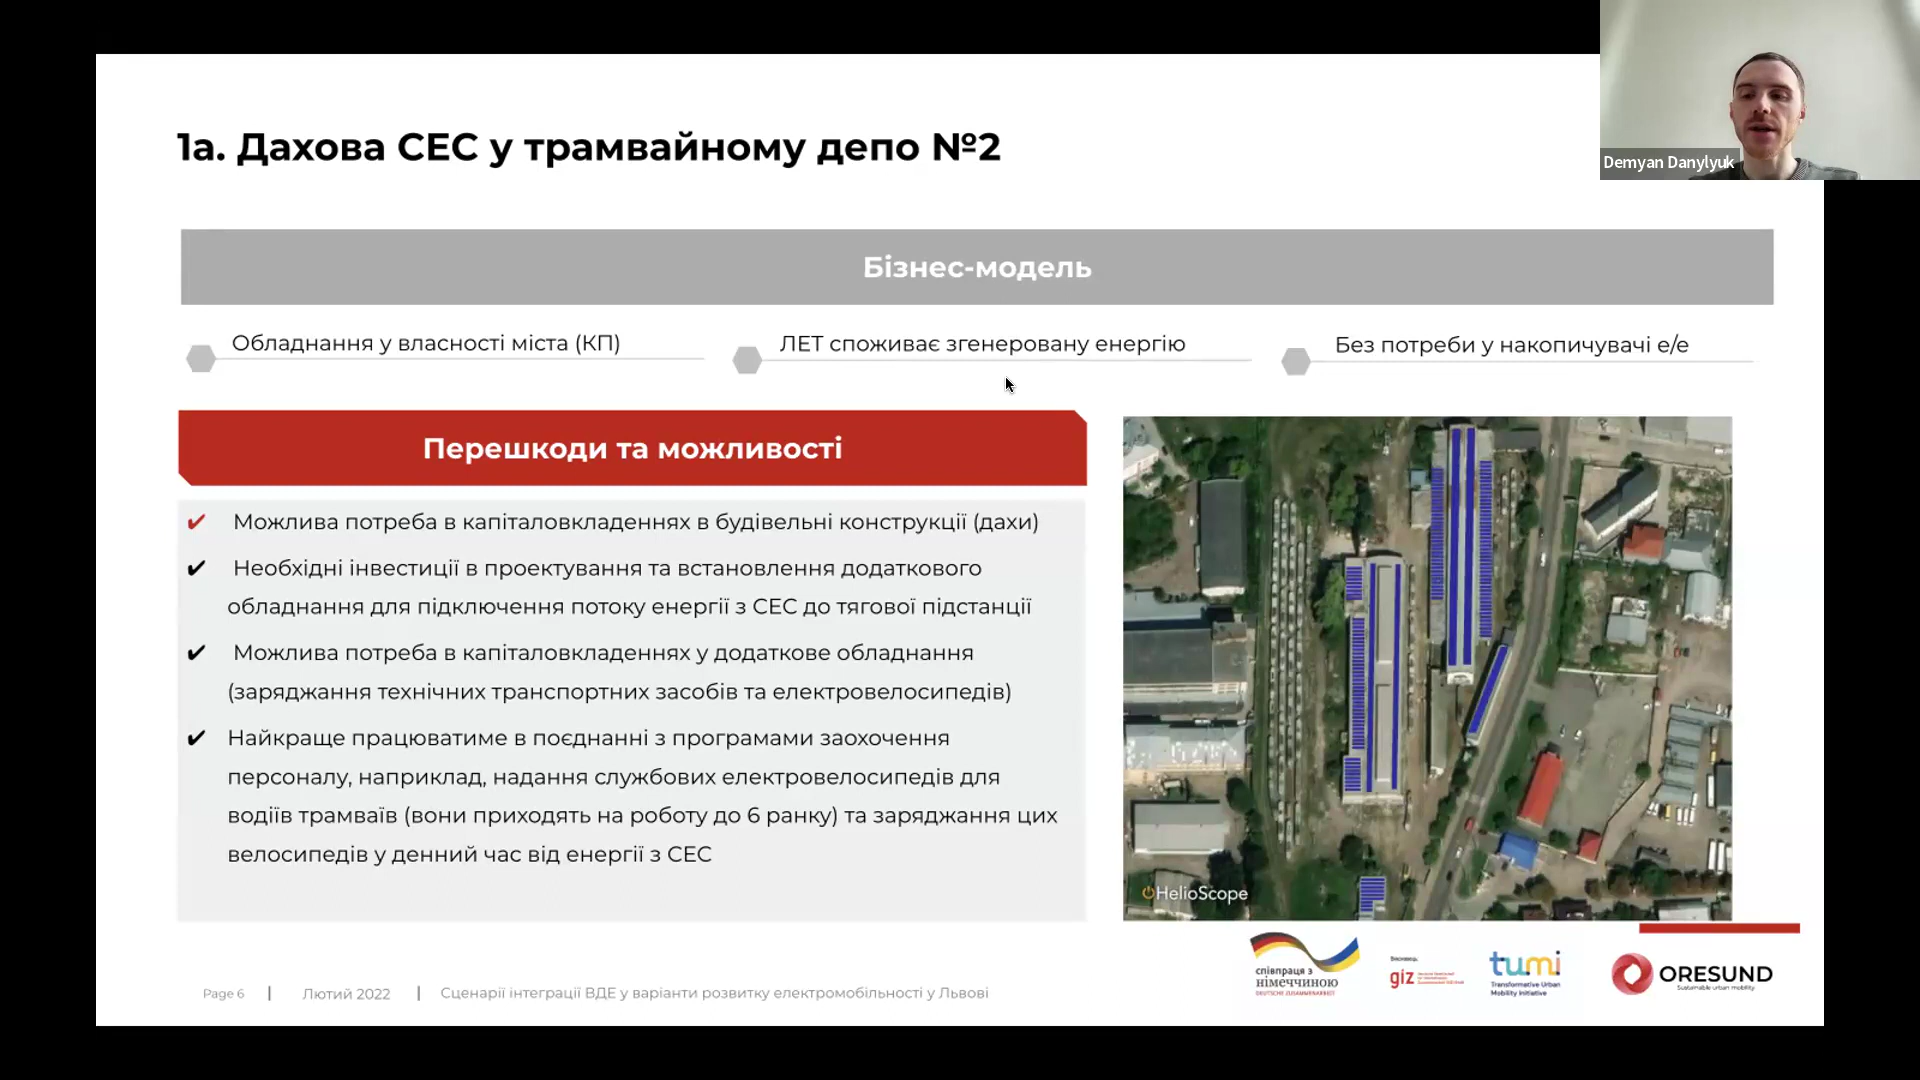 1а. Дахова СЕС у трамвайному депо №2
Demyan Danylyuk
Бізнес-модель
Обладнання у власності міста (КП)
ЛЕТ споживає згенеровану енергію
Без потреби у накопичувачі е/е
Перешкоди та можливості
Можлива потреба в капіталовкладеннях в будівельні конструкції (дахи)
Необхідні інвестиції в проектування та встановлення додаткового
обладнання для підключення потоку енергії з СЕС до тягової підстанції
Можлива потреба в капіталовкладеннях у додаткове обладнання
(заряджання технічних транспортних засобів та електровелосипедів)
Найкраще працюватиме в поєднанні з програмами заохочення
персоналу, наприклад, надання службових електровелосипедів для
водіїв трамваїв (вони приходять на роботу до 6 ранку) та заряджання цих
велосипедів у денний час від енергії з СЕС
HelioScope
Page 6 | Лютий 2022 | Сценарії інтеграції ВДЕ у варіанти розвитку електромобільності у Львові
співпраця з
німеччиною
DEUTSCHE ZUSAMMENARBEIT
giz
tumi
Transformative Urban
Mobility Initiative
ORESUND
Sustainable urban mobility